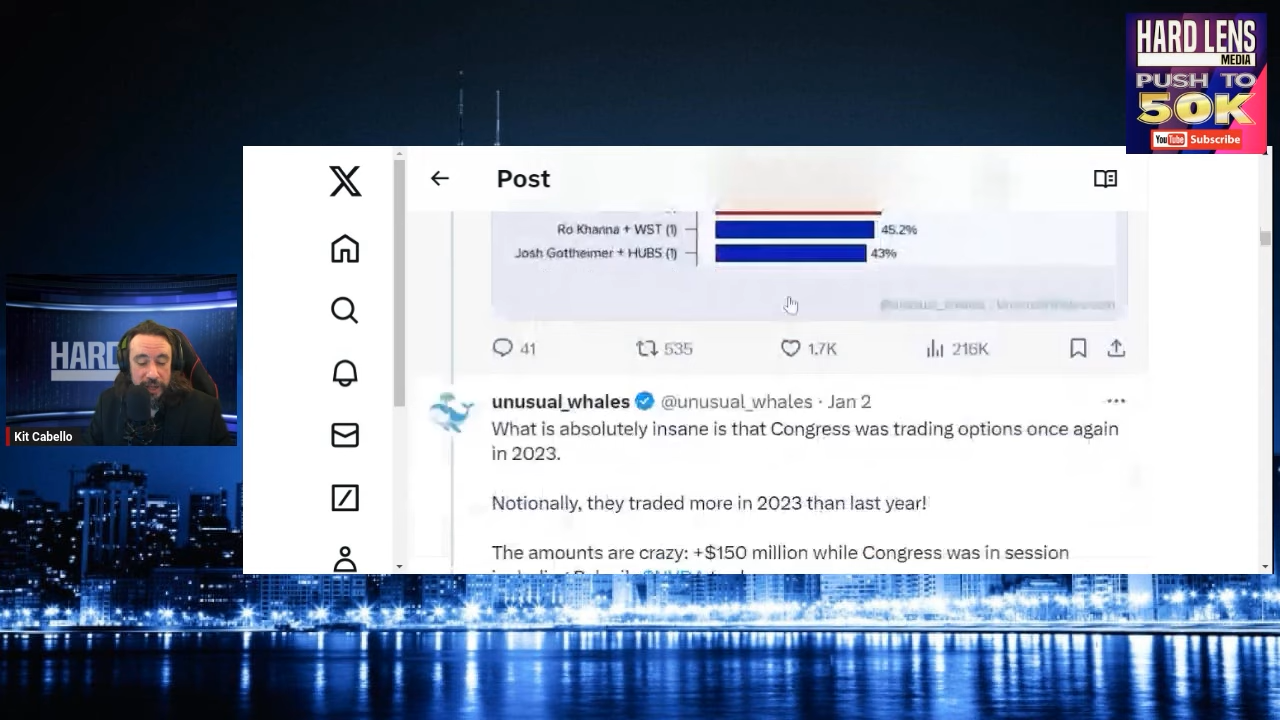 HARD LENS
MEDIA
PUSH TO
50K
YouTube Subscribe
Post
Ro Khanna + WST (1) 45.2%
Josh Gottheimer + HUBS (1) 43%
41 535 1.7K 216K
unusual_whales @unusual_whales · Jan 2
What is absolutely insane is that Congress was trading options once again
in 2023.
Notionally, they traded more in 2023 than last year!
The amounts are crazy: +$150 million while Congress was in session
HARD
Kit Cabello